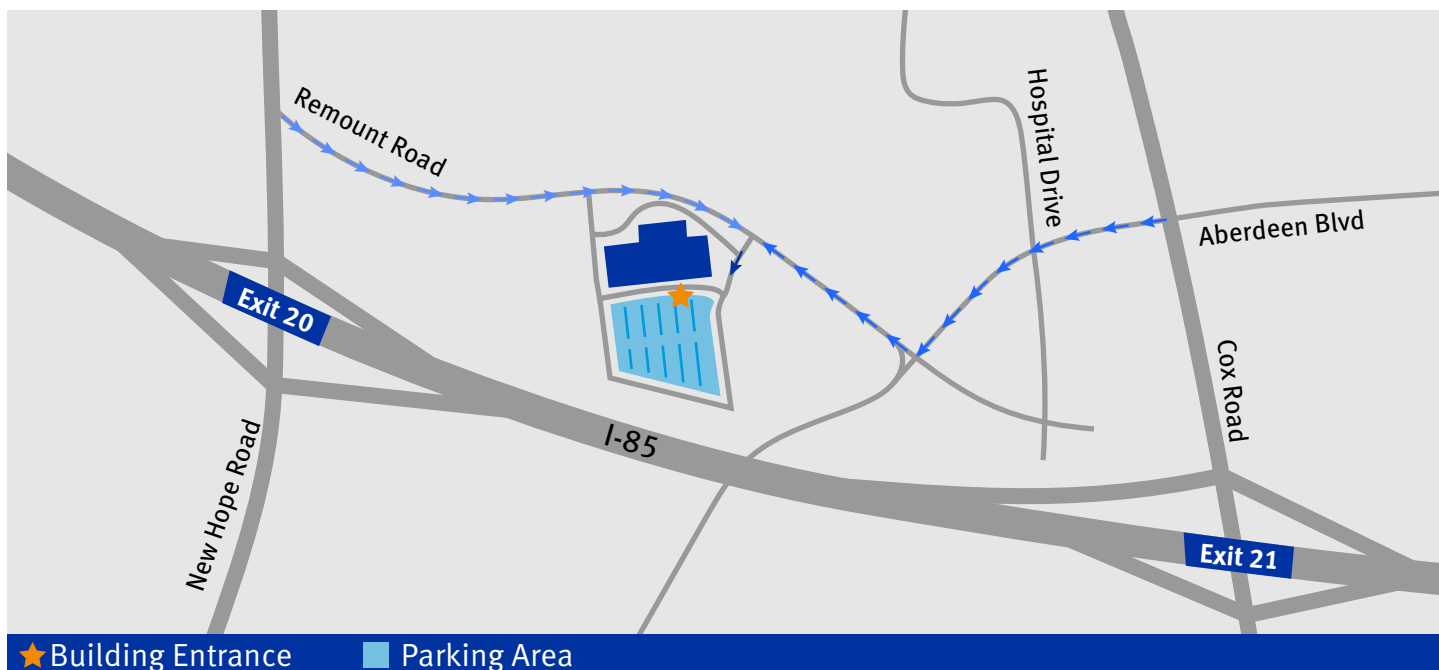 Remount Road
Hospital Drive
Aberdeen Blvd
Exit 20
Cox Road
I-85
New Hope Road
Exit 21
Building Entrance
Parking Area